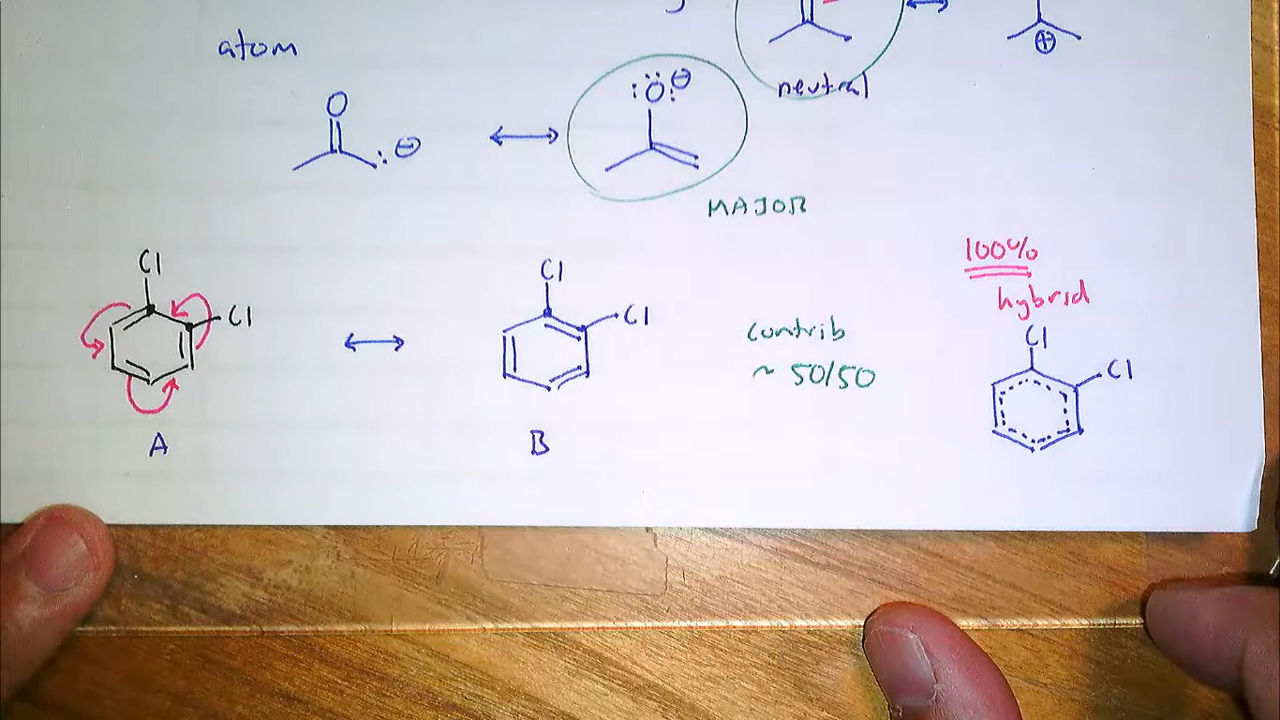 atom
neutral
O
:Ö:⊖
:⊖
⊕
MAJOR
Cl
Cl
Cl
Cl
contrib
~ 50/50
100%
hybrid
Cl
Cl
A
B